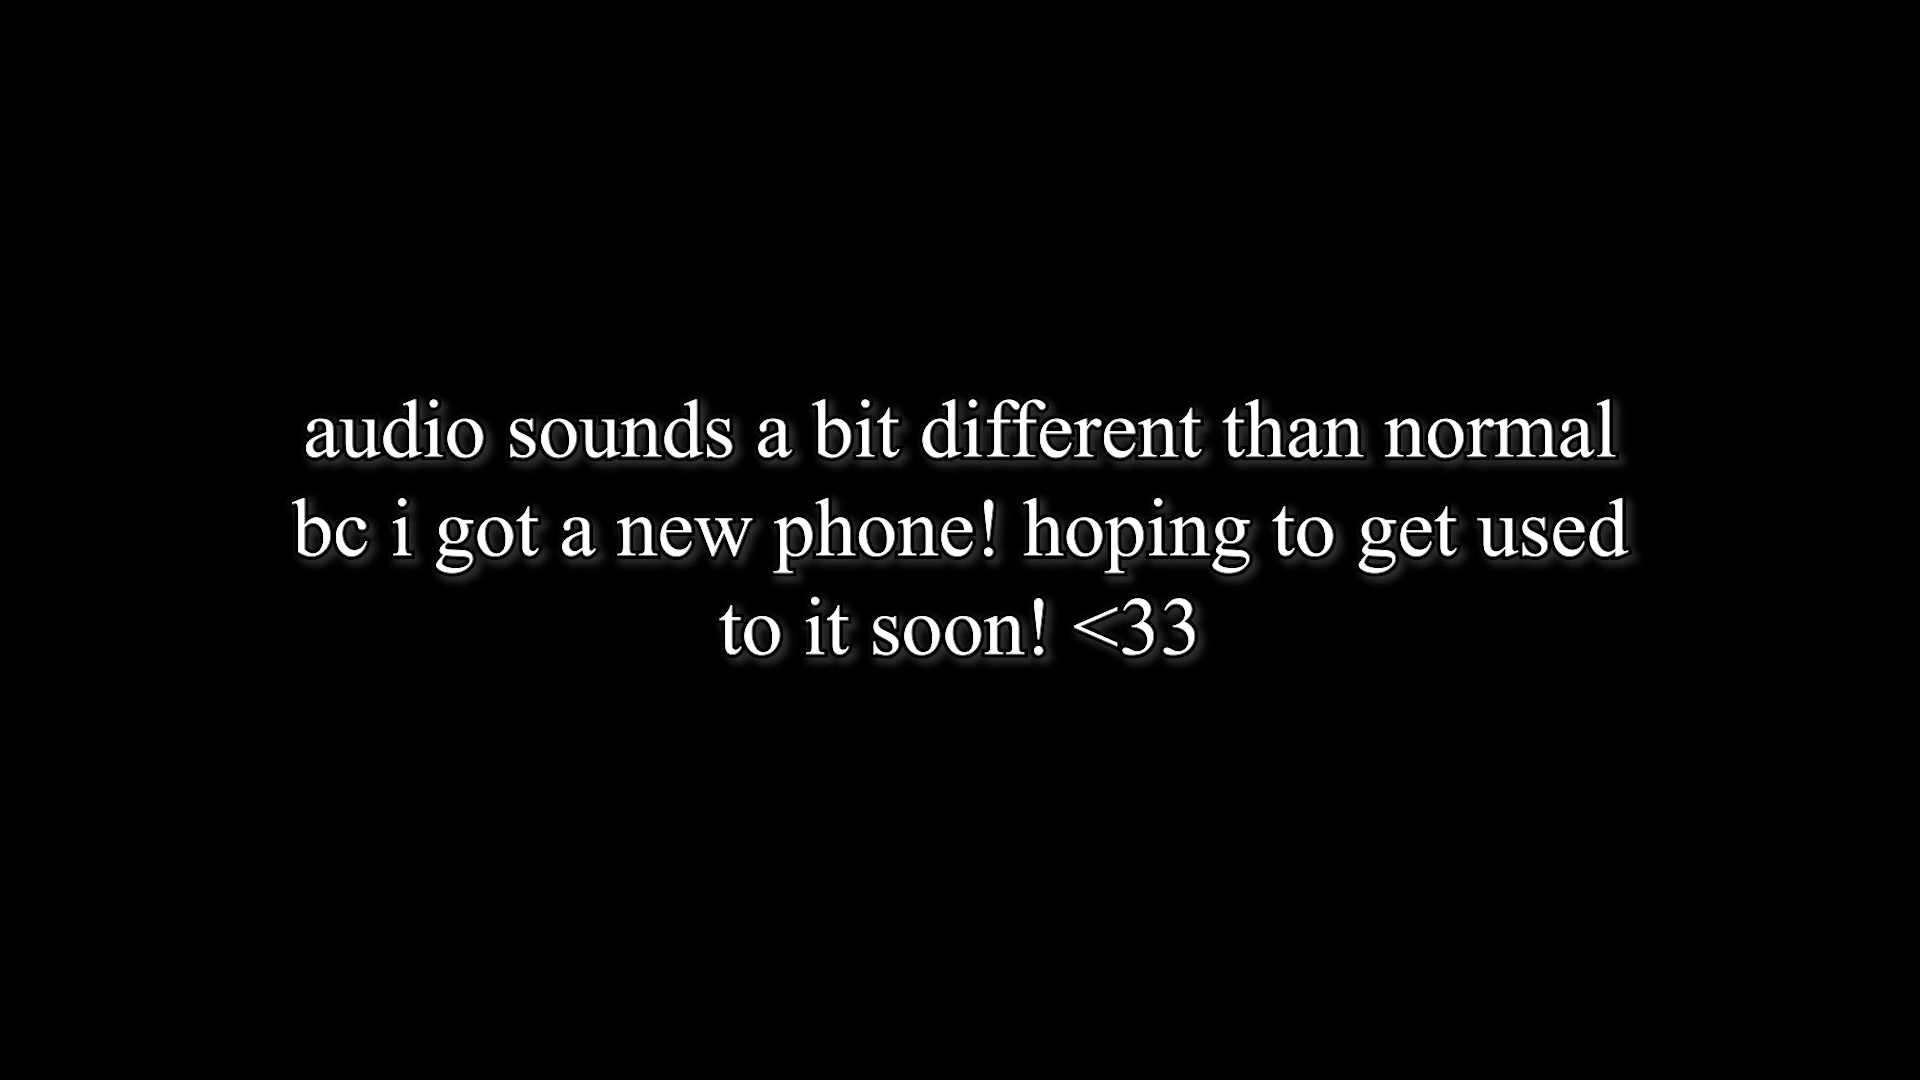 audio sounds a bit different than normal
bc i got a new phone! hoping to get used
to it soon! <33